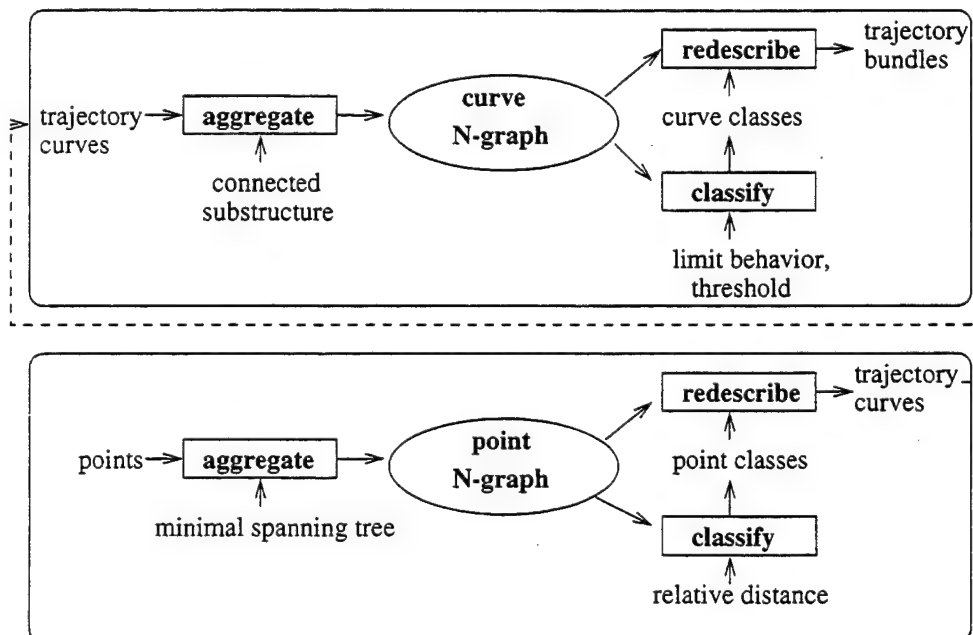 trajectory
curves
aggregate
connected
substructure
curve
N-graph
redescribe
trajectory
bundles
curve classes
classify
limit behavior,
threshold
points
aggregate
minimal spanning tree
point
N-graph
redescribe
trajectory
curves
point classes
classify
relative distance